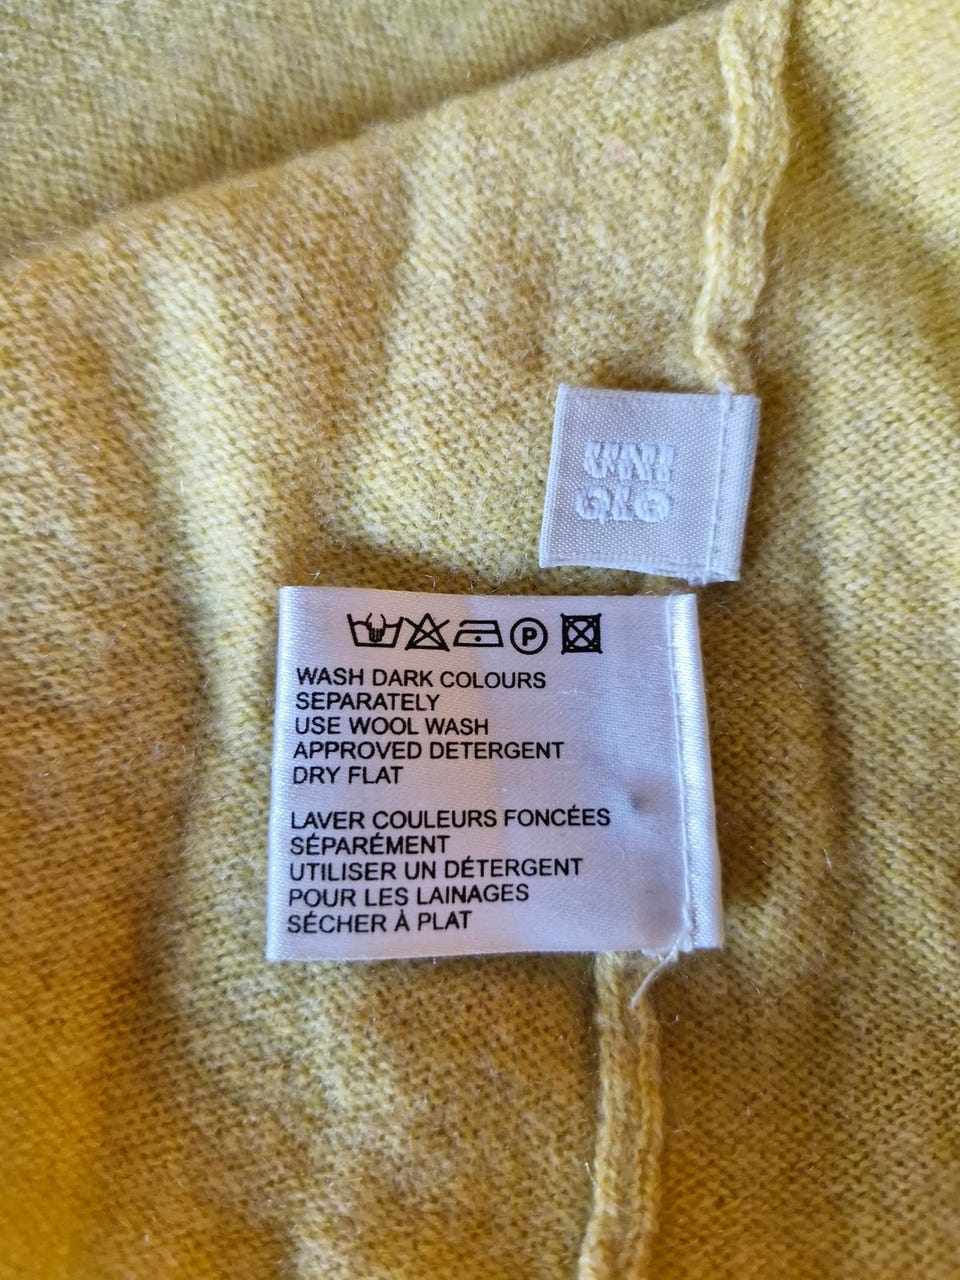 UNI
QLO
P
WASH DARK COLOURS
SEPARATELY
USE WOOL WASH
APPROVED DETERGENT
DRY FLAT
LAVER COULEURS FONCÉES
SÉPARÉMENT
UTILISER UN DÉTERGENT
POUR LES LAINAGES
SÉCHER À PLAT